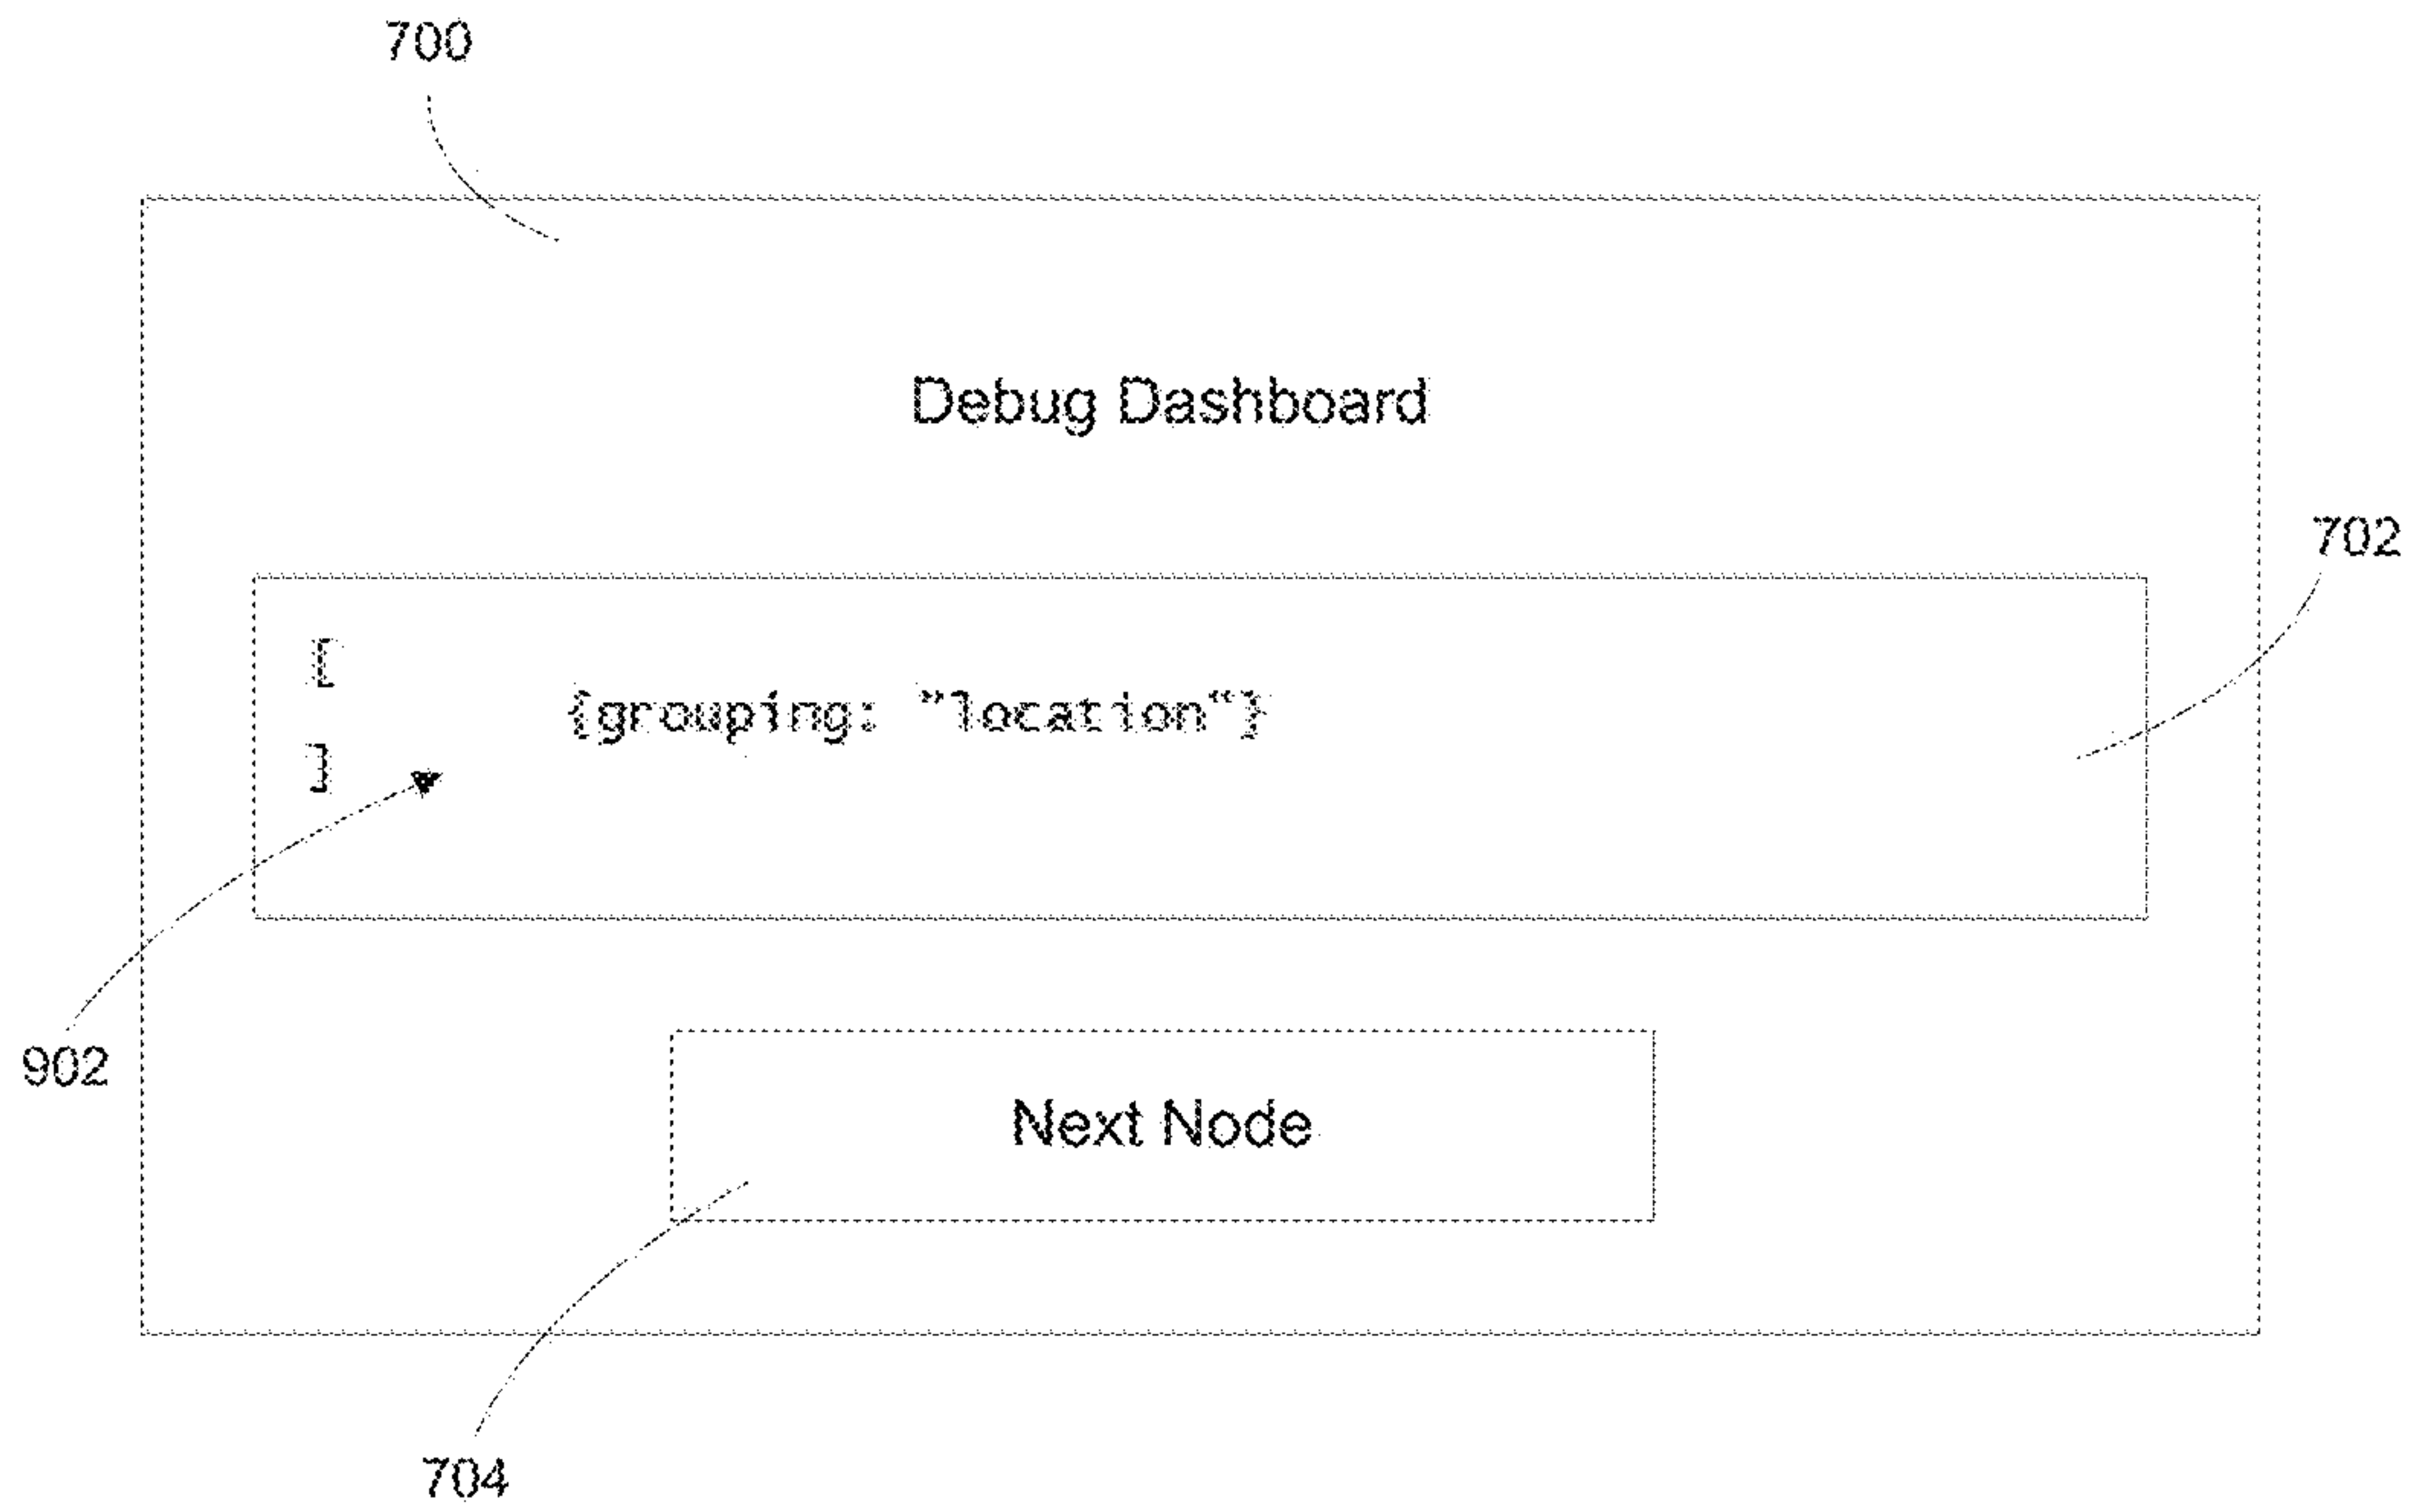 700
Debug Dashboard
702
[
{grouping: ”location“}
]
902
Next Node
704